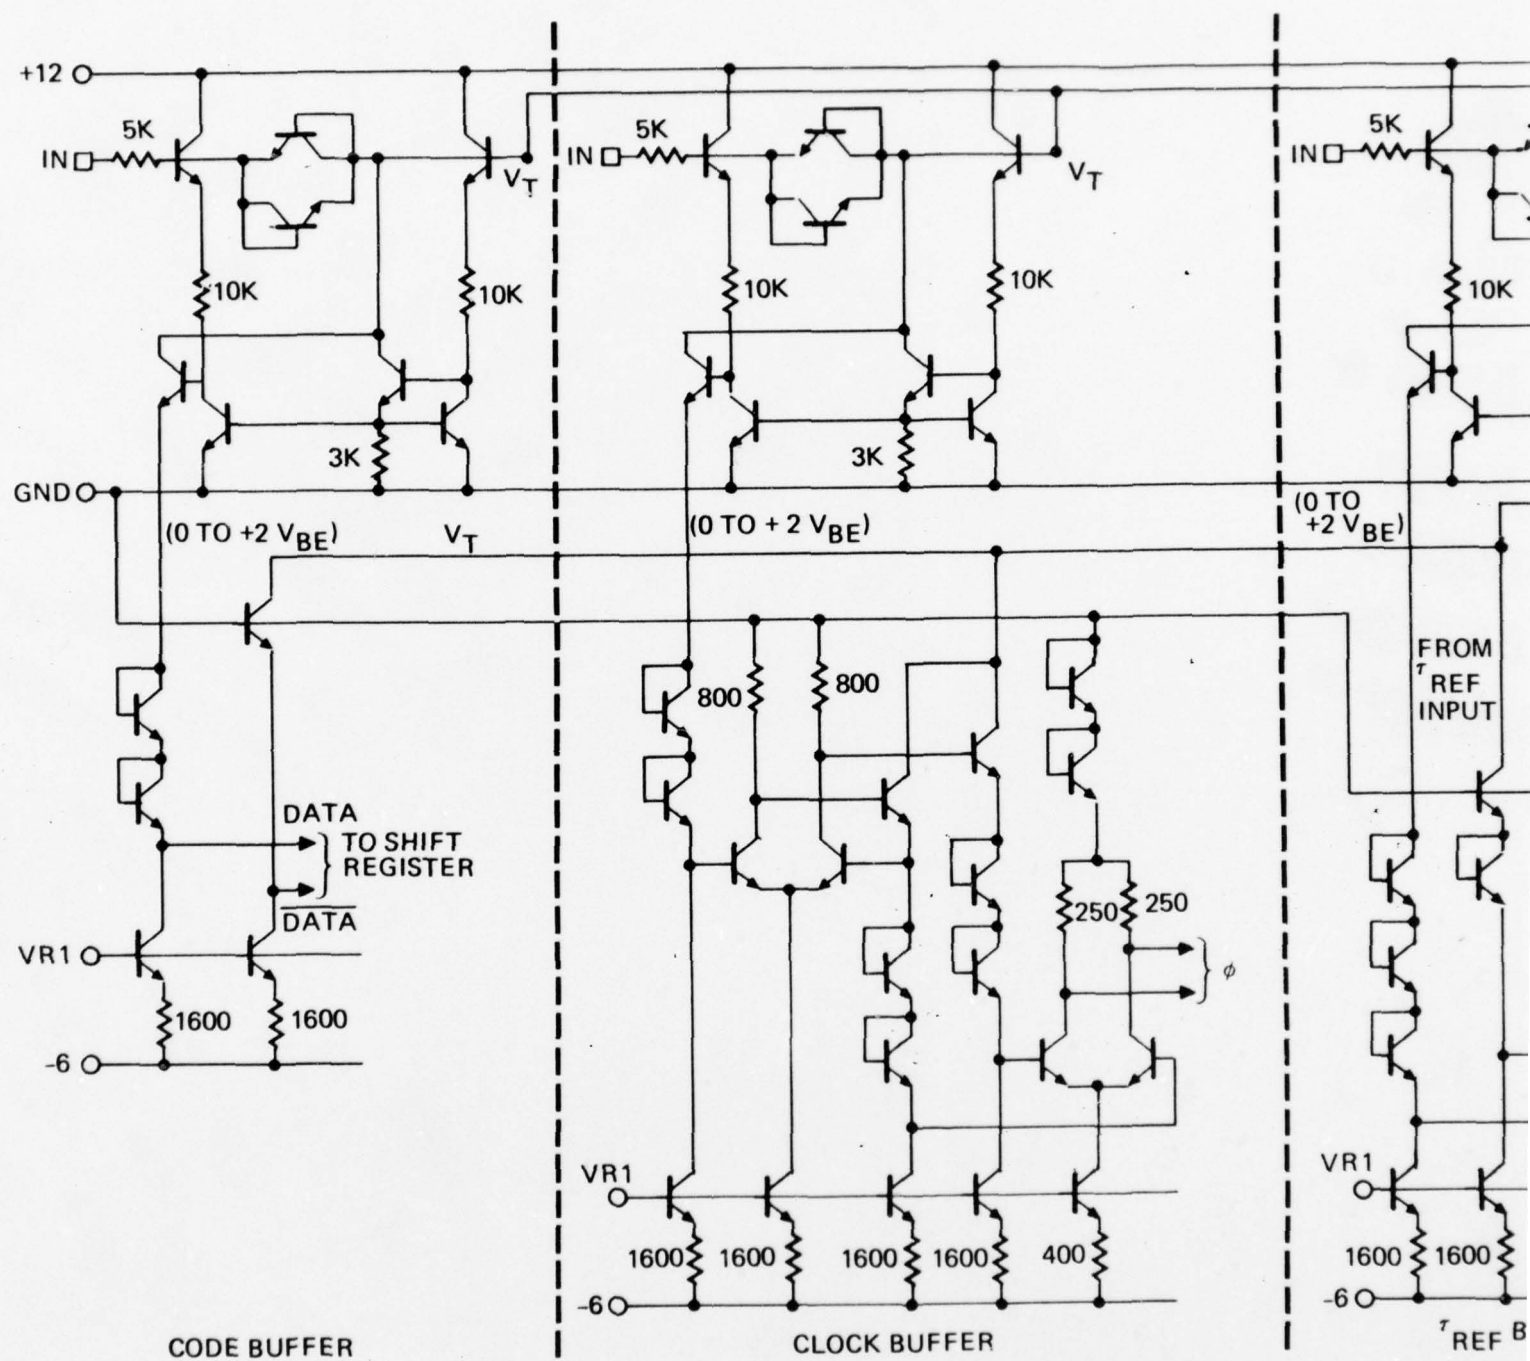 +12
5K
IN
V_T
10K
10K
3K
GND
(0 TO +2 V_BE)
V_T
DATA
TO SHIFT
REGISTER
DATA
VR1
1600
1600
-6
CODE BUFFER
5K
IN
V_T
10K
10K
3K
(0 TO +2 V_BE)
800
800
250
250
φ
VR1
1600
1600
1600
1600
400
-6
CLOCK BUFFER
5K
IN
10K
(0 TO
+2 V_BE)
FROM
τ REF
INPUT
VR1
1600
1600
-6
τ REF B